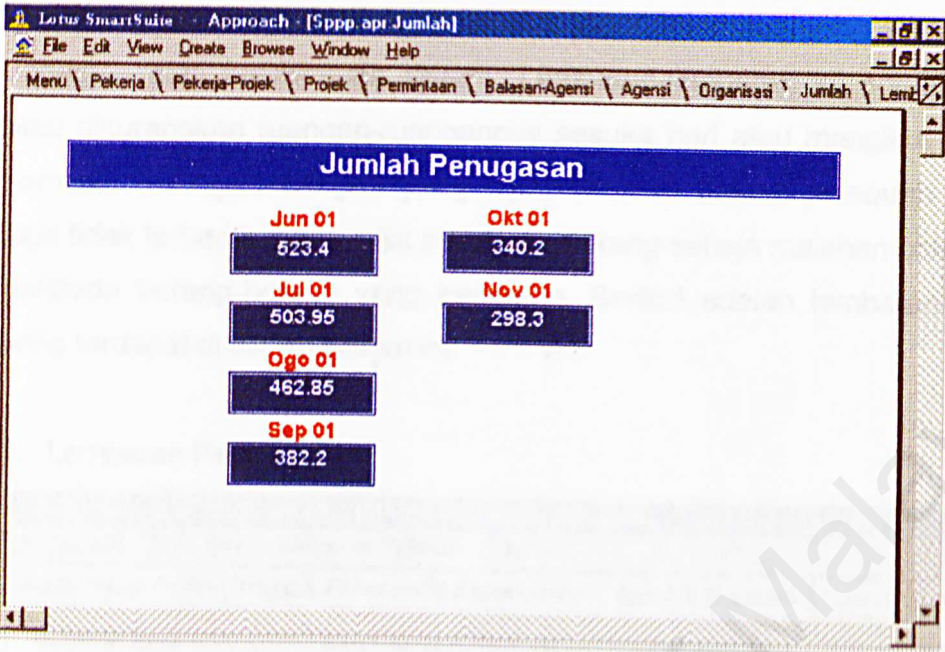 Lotus SmartSuite - Approach - [Sppp.apr:Jumlah]
File Edit View Create Browse Window Help
Menu \ Pekerja \ Pekerja-Projek \ Projek \ Permintaan \ Balasan-Agensi \ Agensi \ Organisasi \ Jumlah \ Lemb
Jumlah Penugasan
Jun 01
523.4
Jul 01
503.95
Ogo 01
462.85
Sep 01
382.2
Okt 01
340.2
Nov 01
298.3
Mala